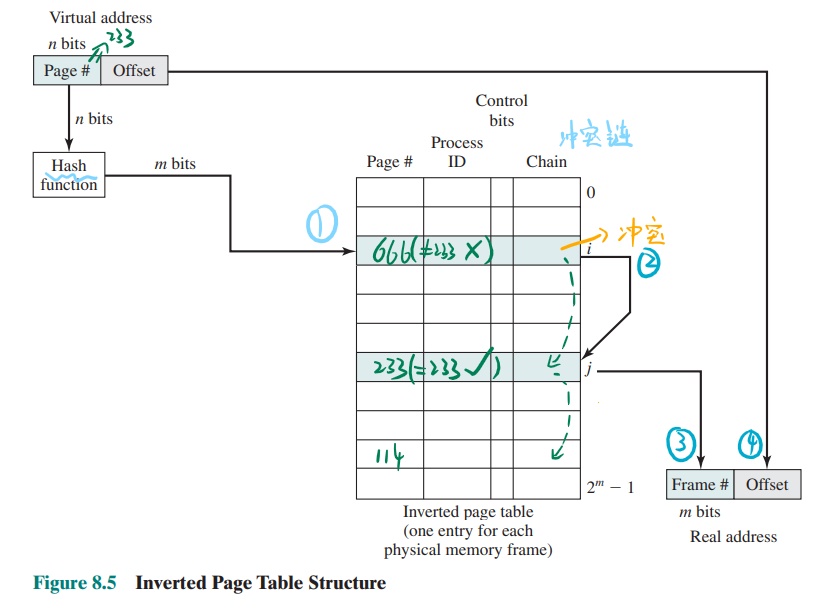 Virtual address
n bits
233
Page #
Offset
n bits
Hash
function
m bits
Control
bits
冲突链
Process
ID
Page #
Chain
0
①
666(≠233 ×)
冲突
i
②
233(=233 ✓)
j
③
④
114
2ᵐ – 1
Frame #
Offset
m bits
Real address
Inverted page table
(one entry for each
physical memory frame)
Figure 8.5 Inverted Page Table Structure